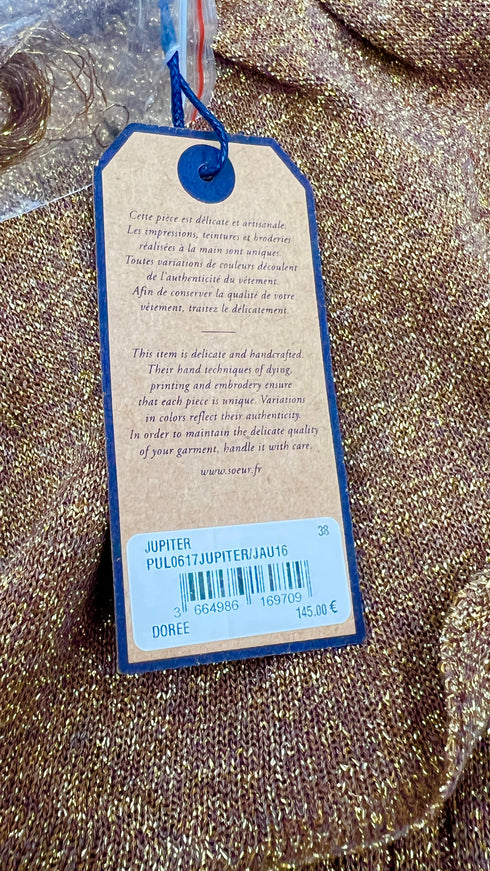 Cette pièce est délicate et artisanale.
Les impressions, teintures et broderies
réalisées à la main sont uniques.
Toutes variations de couleurs découlent
de l'authenticité du vêtement.
Afin de conserver la qualité de votre
vêtement, traitez le délicatement.
This item is delicate and handcrafted.
Their hand techniques of dying,
printing and embrodery ensure
that each piece is unique. Variations
in colors reflect their authenticity.
In order to maintain the delicate quality
of your garment, handle it with care.
www.soeur.fr
JUPITER 38
PUL0617JUPITER/JAU16
3 664986 169709
DOREE 145.00 €